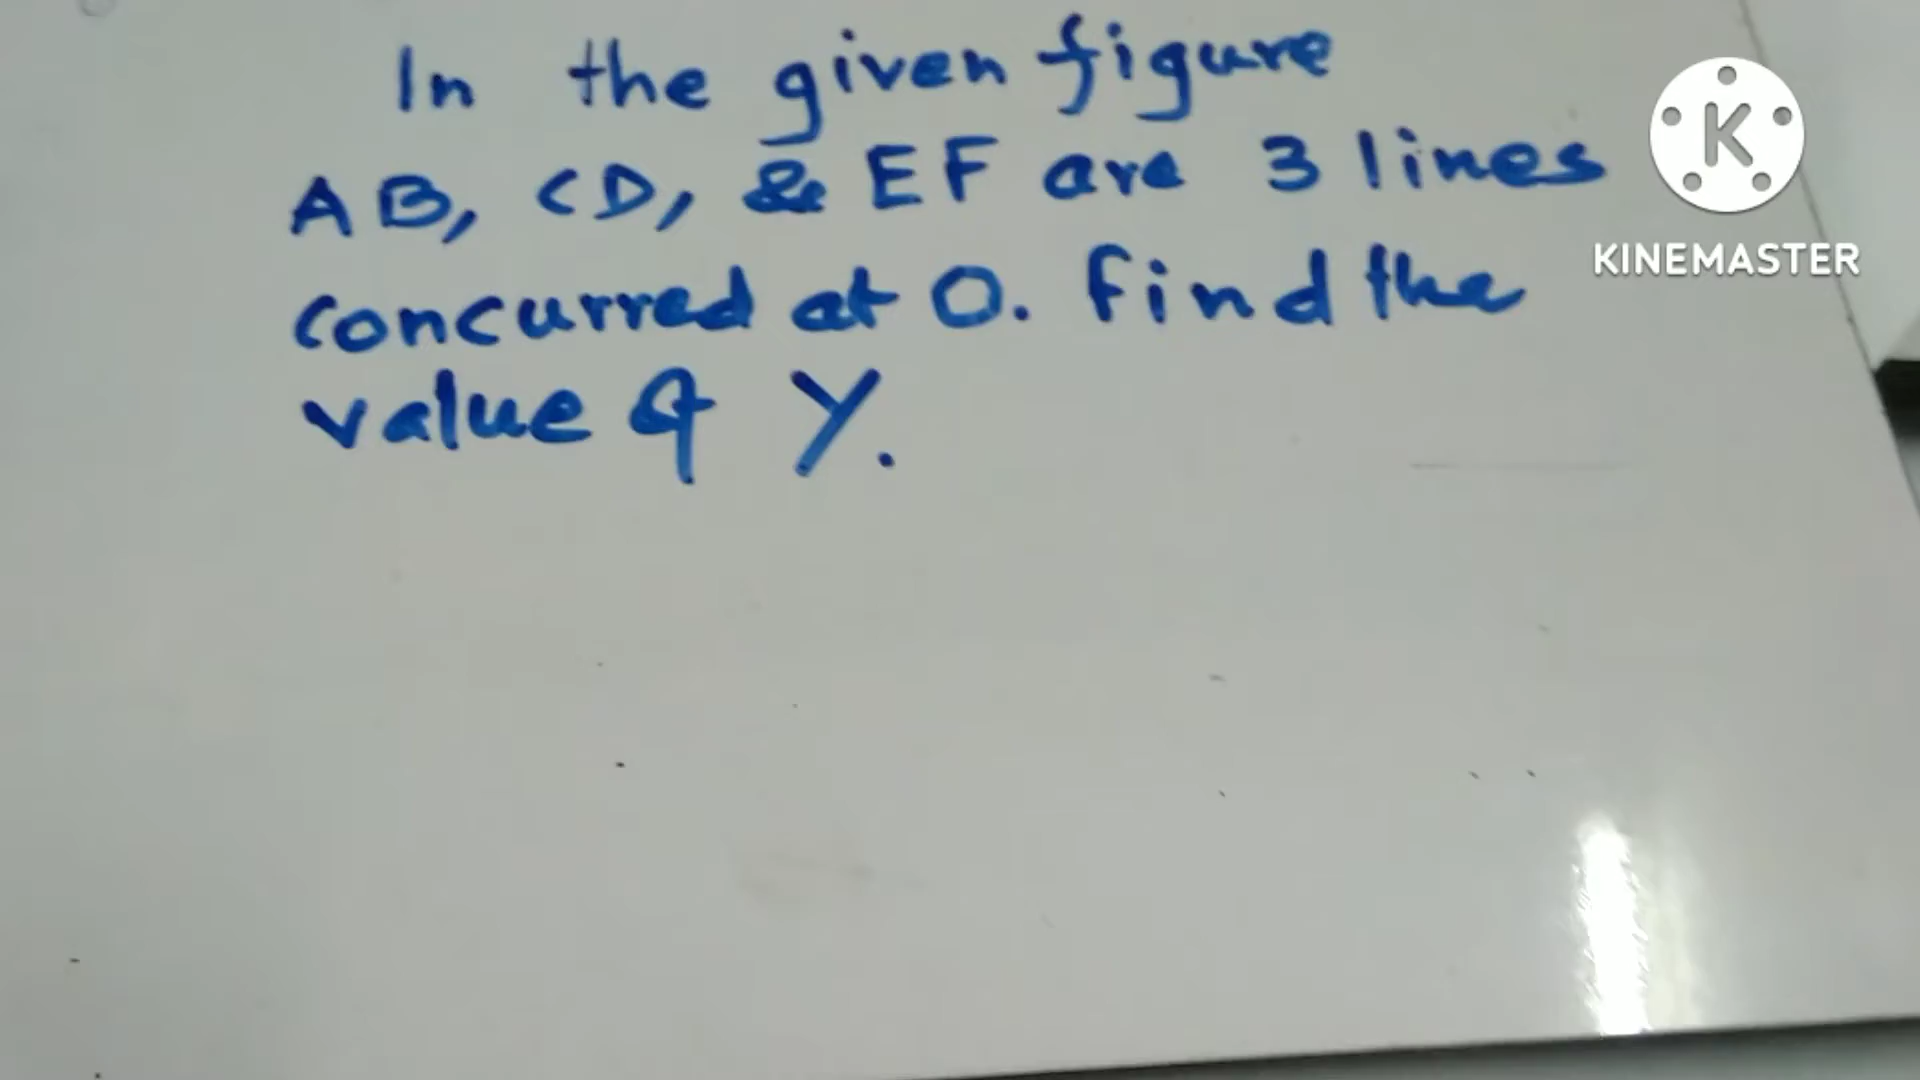 In the given figure
AB, CD, & EF are 3 lines
concurred at O. Find the
value of Y.
K
KINEMASTER